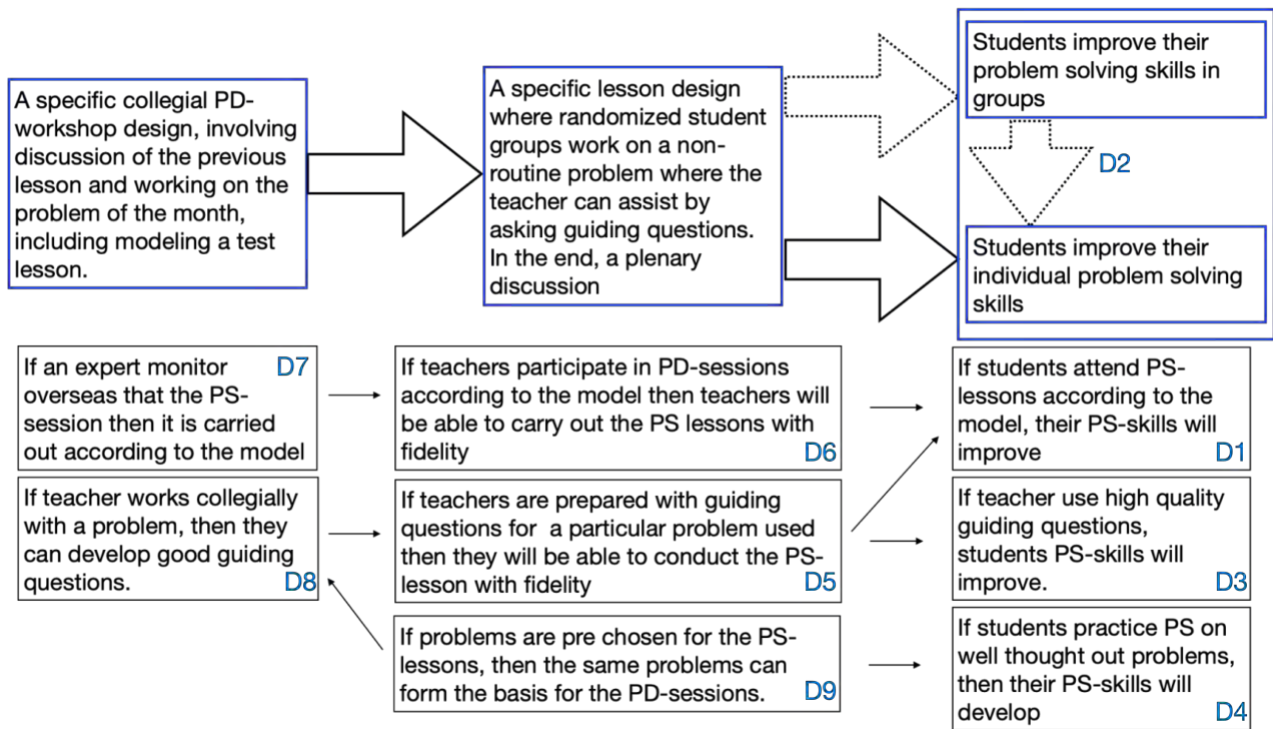 A specific collegial PD-
workshop design, involving
discussion of the previous
lesson and working on the
problem of the month,
including modeling a test
lesson.
A specific lesson design
where randomized student
groups work on a non-
routine problem where the
teacher can assist by
asking guiding questions.
In the end, a plenary
discussion
Students improve their
problem solving skills in
groups
D2
Students improve their
individual problem solving
skills
If an expert monitor D7
overseas that the PS-
session then it is carried
out according to the model
If teachers participate in PD-sessions
according to the model then teachers will
be able to carry out the PS lessons with
fidelity D6
If students attend PS-
lessons according to the
model, their PS-skills will
improve D1
If teacher works collegially
with a problem, then they
can develop good guiding
questions. D8
If teachers are prepared with guiding
questions for a particular problem used
then they will be able to conduct the PS-
lesson with fidelity D5
If teacher use high quality
guiding questions,
students PS-skills will
improve. D3
If problems are pre chosen for the PS-
lessons, then the same problems can
form the basis for the PD-sessions. D9
If students practice PS on
well thought out problems,
then their PS-skills will
develop D4